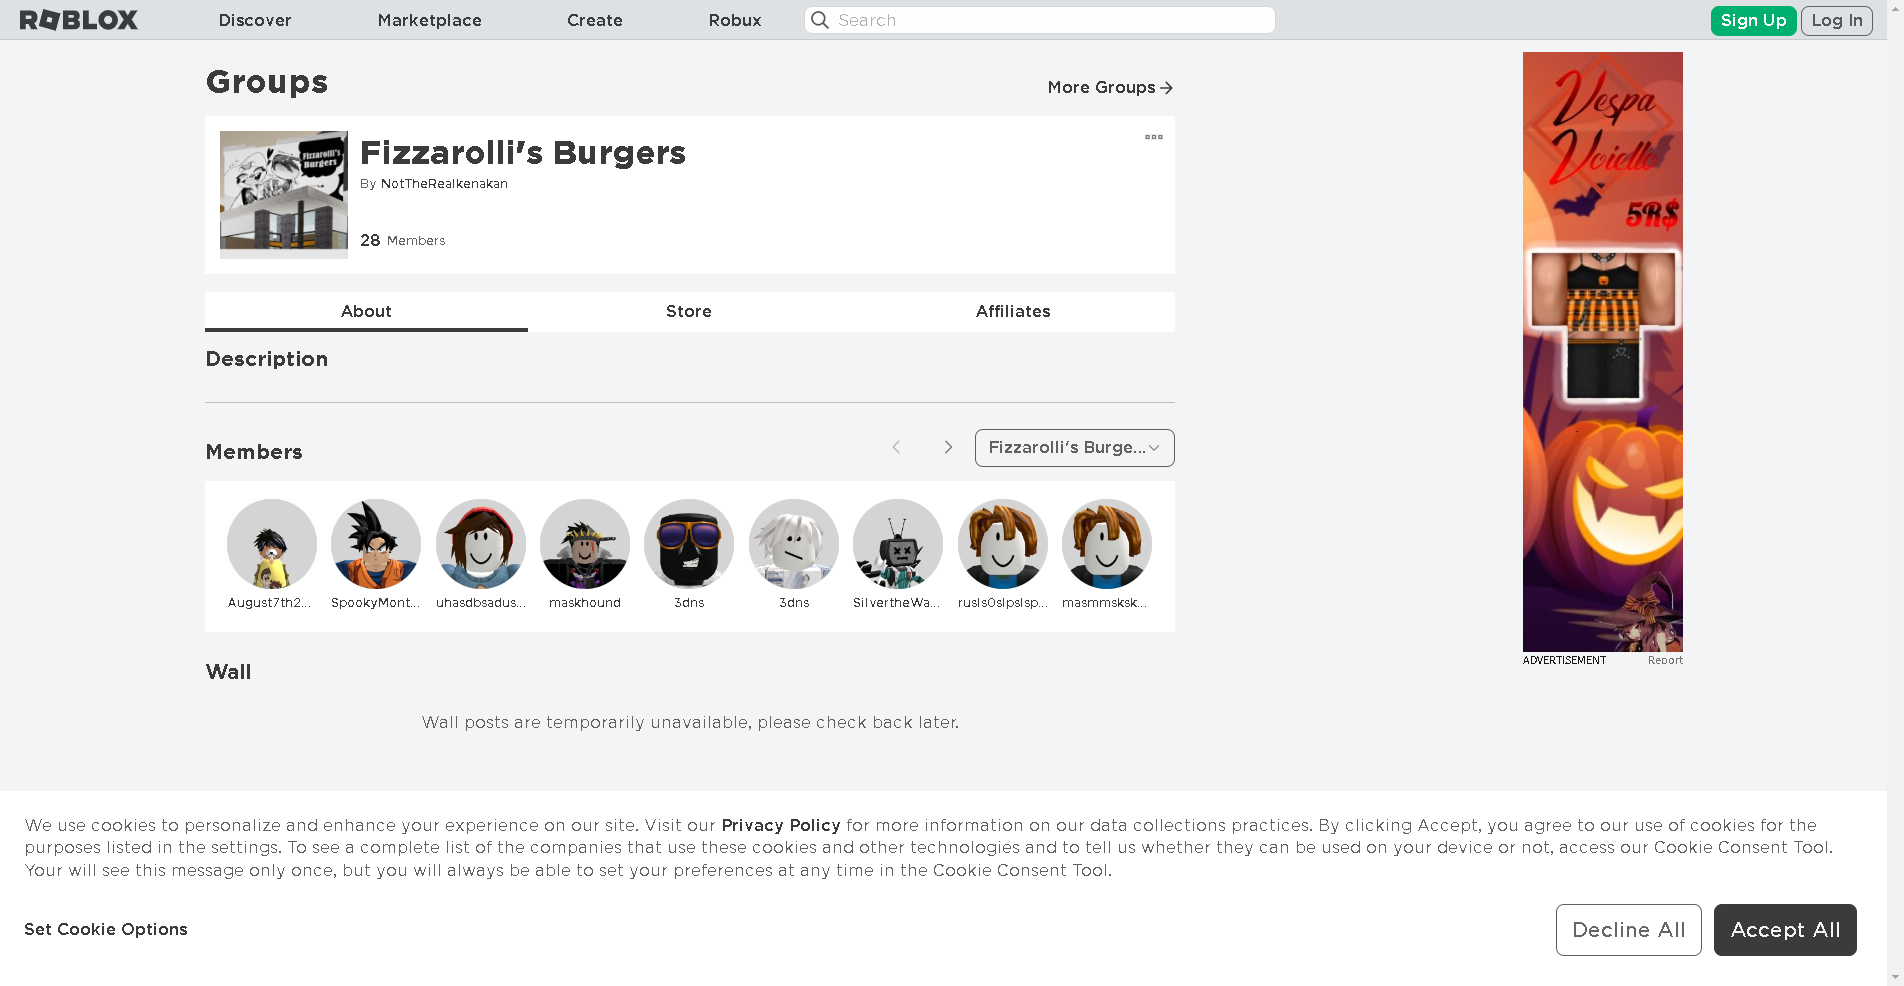 ROBLOX
Discover
Marketplace
Create
Robux
Search
Sign Up
Log In
Groups
More Groups
Fizzarolli's Burgers
Fizzarolli's Burgers
By NotTheRealkenakan
28 Members
About
Store
Affiliates
Description
Members
Fizzarolli's Burge...
August7th2...
SpookyMont...
uhasdbsadus...
maskhound
3dns
3dns
SilvertheWa...
rusls0slpslsp...
masmmsksk...
Wall
Wall posts are temporarily unavailable, please check back later.
Vespa
Voiello
5R$
ADVERTISEMENT
Report
We use cookies to personalize and enhance your experience on our site. Visit our Privacy Policy for more information on our data collections practices. By clicking Accept, you agree to our use of cookies for the
purposes listed in the settings. To see a complete list of the companies that use these cookies and other technologies and to tell us whether they can be used on your device or not, access our Cookie Consent Tool.
Your will see this message only once, but you will always be able to set your preferences at any time in the Cookie Consent Tool.
Set Cookie Options
Decline All
Accept All